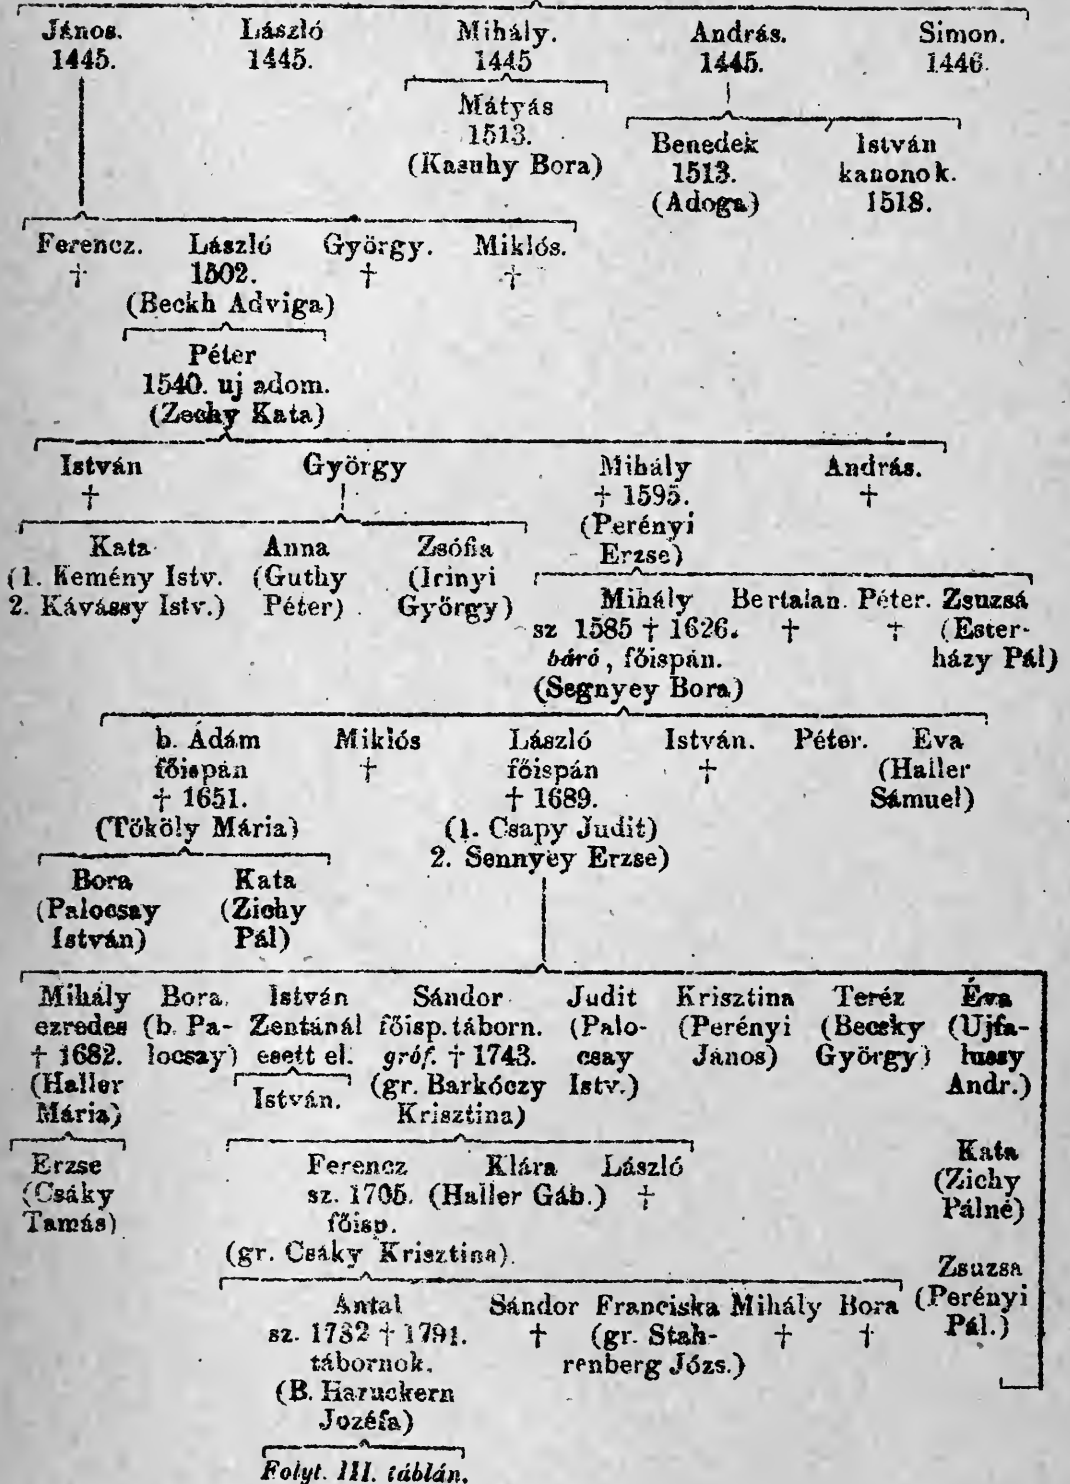 János. László Mihály. András. Simon.
1445. 1445. 1445 1445. 1446.
Mátyás
1513.
(Kasuhy Bora)
Benedek István
1513. kanonok.
(Adoga) 1518.
Ferencz. László György. Miklós.
† 1502. † †
(Beckh Adviga)
Péter
1540. uj adom.
(Zechy Kata)
István György Mihály András.
† † 1595. †
(Perényi
Erzse)
Kata Anna Zsófia
(1. Kemény Istv. (Guthy (Irinyi
2. Kávássy Istv.) Péter) György)
Mihály Bertalan. Péter. Zsuzsá
sz 1585 † 1626. † † (Ester-
báró, főispán. házy Pál)
(Segnyey Bora)
b. Ádám Miklós László István. Péter. Eva
főispán † főispán † (Haller
† 1651. † 1689. Sámuel)
(Tököly Mária) (1. Csapy Judit)
2. Sennyey Erzse)
Bora Kata
(Palocsay (Zichy
István) Pál)
Mihály Bora. István Sándor Judit Krisztina Teréz Éva
ezredes (b. Pa- Zentánál főisp. táborn. (Palo- (Perényi (Becsky (Ujfa-
† 1682. locsay) esett el. gróf. † 1743. csay János) György) lussy
(Haller István. (gr. Barkóczy Istv.) Andr.)
Mária) Krisztina)
Erzse Ferencz Klára László Kata
(Csáky sz. 1705. (Haller Gáb.) † (Zichy
Tamás) főisp. Pálné)
(gr. Csáky Krisztina).
Zsuzsa
Antal Sándor Franciska Mihály Bora (Perényi
sz. 1732 † 1791. † (gr. Stah- † † Pál.)
tábornok. renberg Józs.)
(B. Haruckern
Jozéfa)
Folyt. III. táblán.